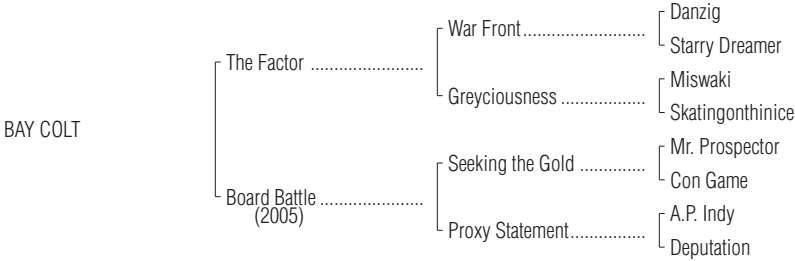 Danzig
War Front..........................
Starry Dreamer
The Factor ........................
Miswaki
Greyciousness ..................
Skatingonthinice
BAY COLT
Mr. Prospector
Seeking the Gold ..............
Con Game
Board Battle ......................
(2005)
A.P. Indy
Proxy Statement................
Deputation